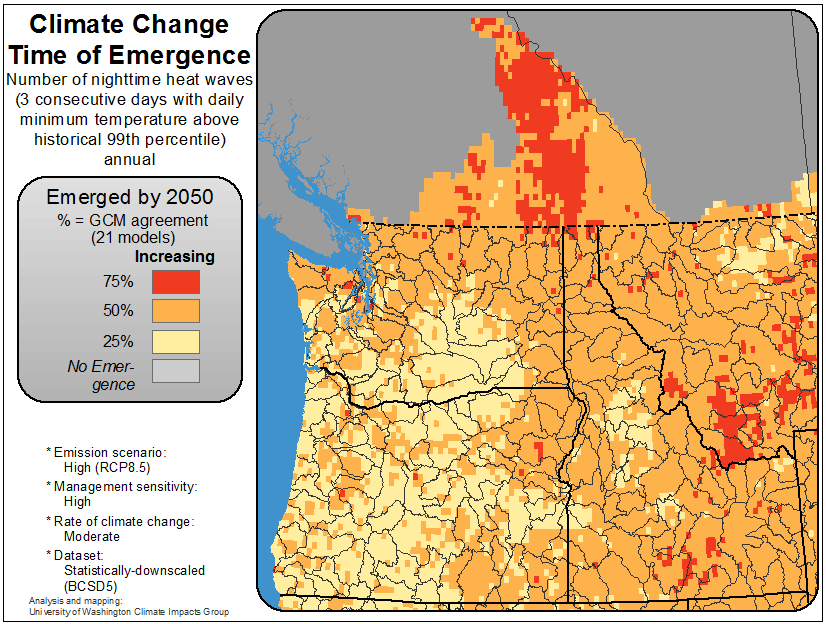 Climate Change
Time of Emergence
Number of nighttime heat waves
(3 consecutive days with daily
minimum temperature above
historical 99th percentile)
annual
Emerged by 2050
% = GCM agreement
(21 models)
Increasing
75%
50%
25%
No Emer-
gence
* Emission scenario:
High (RCP8.5)
* Management sensitivity:
High
* Rate of climate change:
Moderate
* Dataset:
Statistically-downscaled
(BCSD5)
Analysis and mapping:
University of Washington Climate Impacts Group